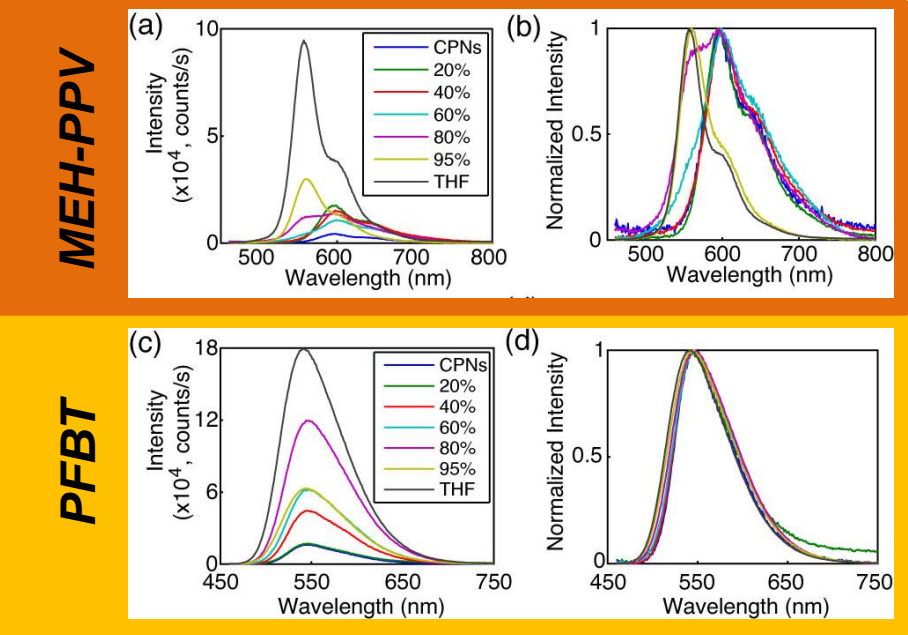 MEH-PPV
(a)
10
5
0
Intensity
(x10⁴, counts/s)
CPNs
20%
40%
60%
80%
95%
THF
500 600 700 800
Wavelength (nm)
(b)
1
0.5
0
Normalized Intensity
500 600 700 800
Wavelength (nm)
PFBT
(c)
18
12
6
0
Intensity
(x10⁴, counts/s)
CPNs
20%
40%
60%
80%
95%
THF
450 550 650 750
Wavelength (nm)
(d)
1
0.5
0
Normalized Intensity
450 550 650 750
Wavelength (nm)